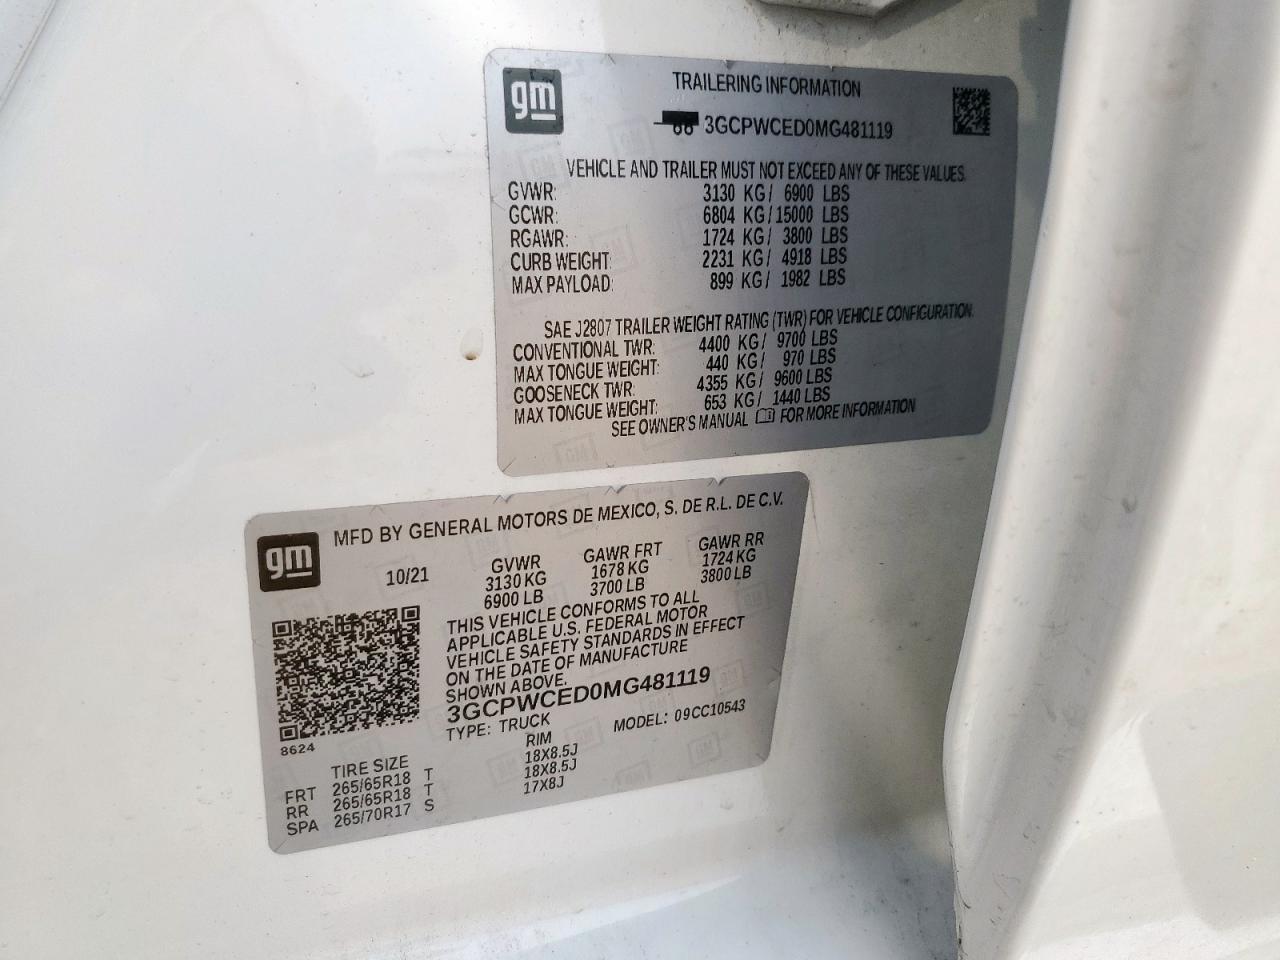 gm
TRAILERING INFORMATION
3GCPWCED0MG481119
VEHICLE AND TRAILER MUST NOT EXCEED ANY OF THESE VALUES.
GVWR: 3130 KG/ 6900 LBS
GCWR: 6804 KG/15000 LBS
RGAWR: 1724 KG/ 3800 LBS
CURB WEIGHT: 2231 KG/ 4918 LBS
MAX PAYLOAD: 899 KG/ 1982 LBS
SAE J2807 TRAILER WEIGHT RATING (TWR) FOR VEHICLE CONFIGURATION.
CONVENTIONAL TWR: 4400 KG/ 9700 LBS
MAX TONGUE WEIGHT: 440 KG/ 970 LBS
GOOSENECK TWR: 4355 KG/ 9600 LBS
MAX TONGUE WEIGHT: 653 KG/ 1440 LBS
SEE OWNER'S MANUAL FOR MORE INFORMATION
gm
MFD BY GENERAL MOTORS DE MEXICO, S. DE R.L. DE C.V.
10/21
GVWR GAWR FRT GAWR RR
3130 KG 1678 KG 1724 KG
6900 LB 3700 LB 3800 LB
THIS VEHICLE CONFORMS TO ALL
APPLICABLE U.S. FEDERAL MOTOR
VEHICLE SAFETY STANDARDS IN EFFECT
ON THE DATE OF MANUFACTURE
SHOWN ABOVE.
3GCPWCED0MG481119
TYPE: TRUCK MODEL: 09CC10543
8624
TIRE SIZE RIM
FRT 265/65R18 T 18X8.5J
RR 265/65R18 T 18X8.5J
SPA 265/70R17 S 17X8J